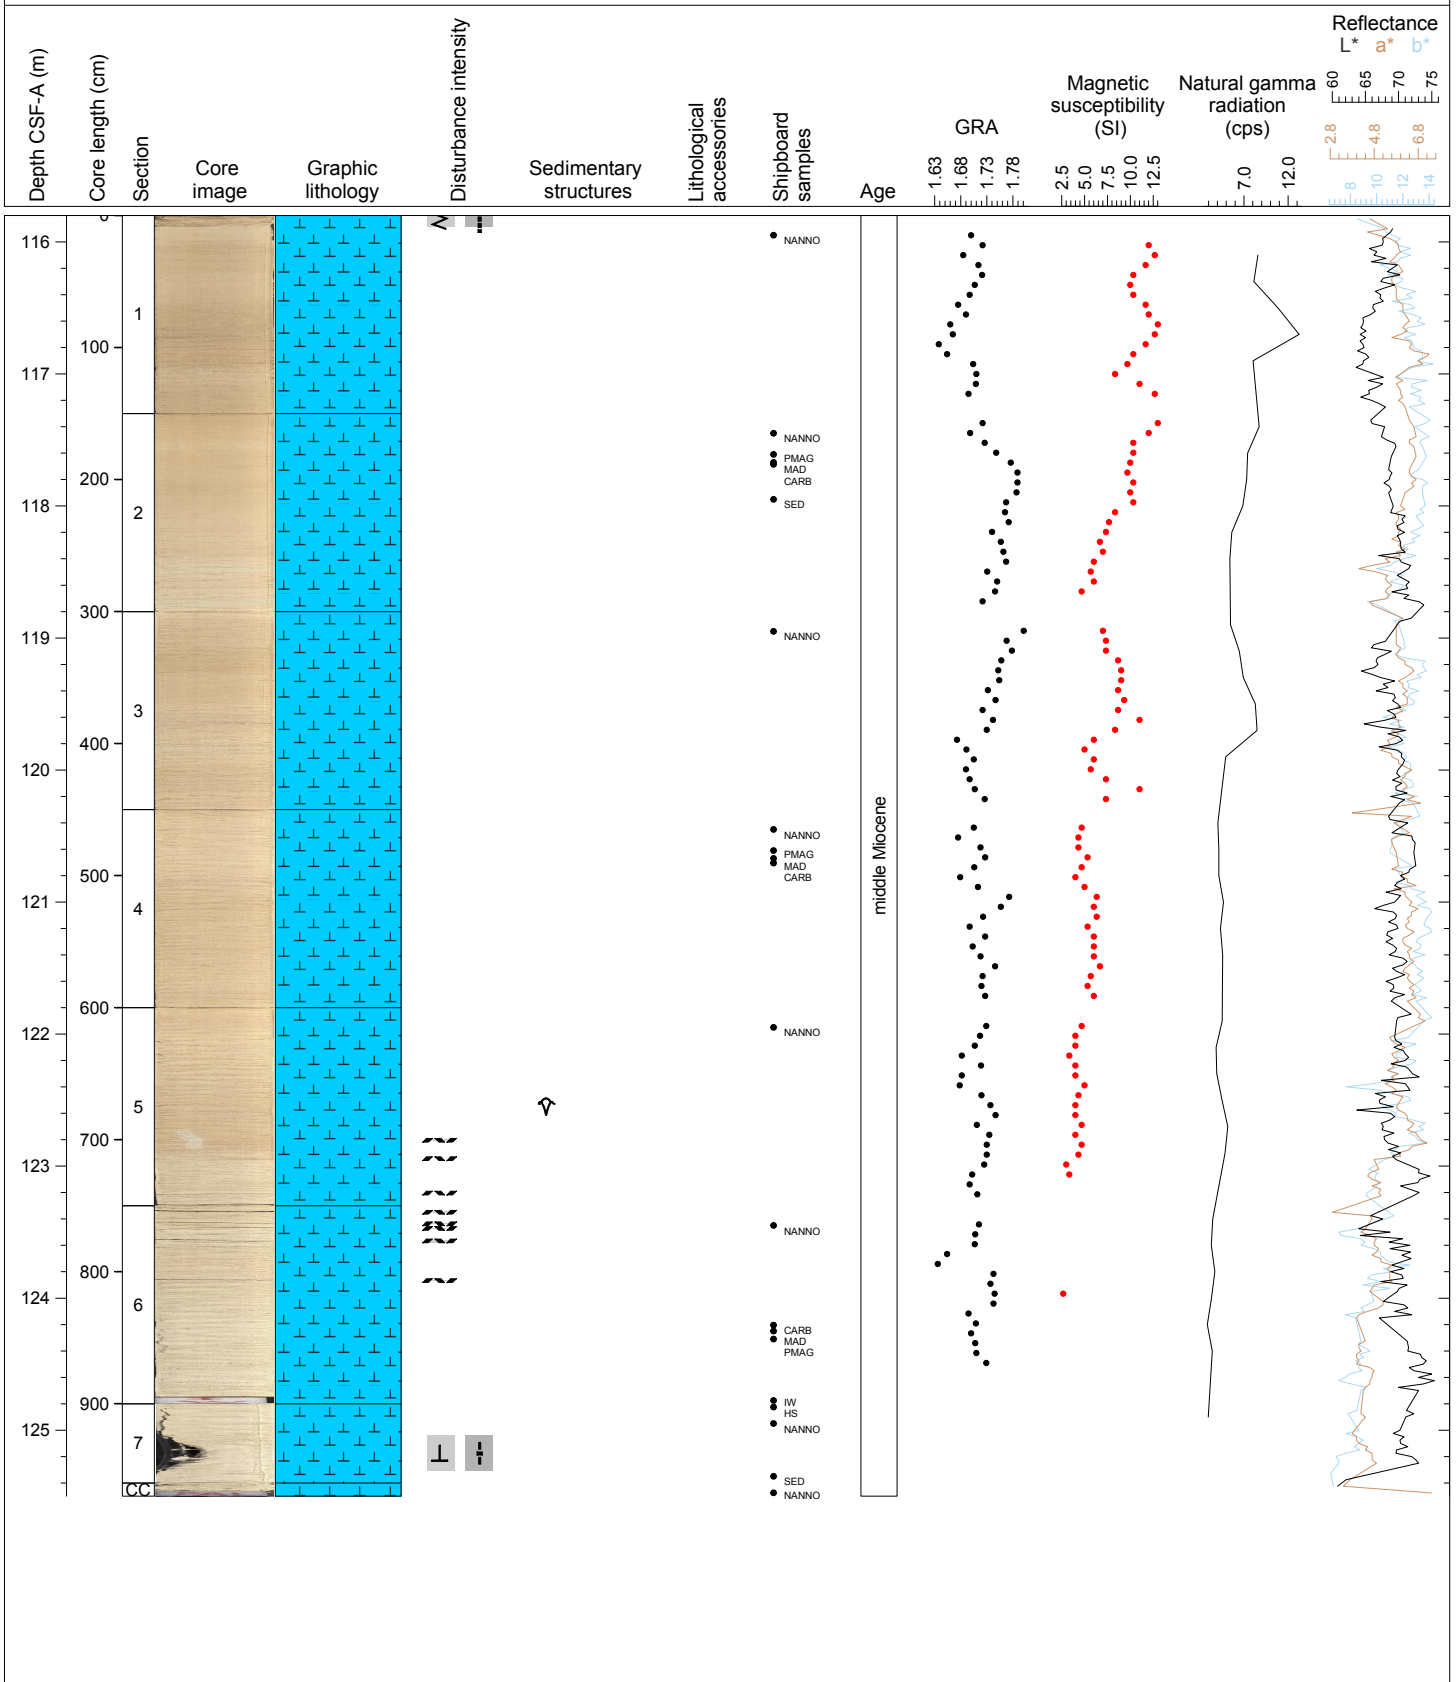 Depth CSF-A (m)
Core length (cm)
Section
Core
image
Graphic
lithology
Disturbance intensity
Sedimentary
structures
Lithological
accessories
Shipboard
samples
Age
GRA
1.63 1.68 1.73 1.78
Magnetic
susceptibility
(SI)
2.5 5.0 7.5 10.0 12.5
Natural gamma
radiation
(cps)
7.0 12.0
Reflectance
L* a* b*
60 65 70 75
2.8 4.8 6.8
8 10 12 14
116
117
118
119
120
121
122
123
124
125
0
100
200
300
400
500
600
700
800
900
1
2
3
4
5
6
7
CC
NANNO
NANNO
PMAG
MAD
CARB
SED
NANNO
NANNO
PMAG
MAD
CARB
NANNO
NANNO
CARB
MAD
PMAG
IW
HS
NANNO
SED
NANNO
middle Miocene